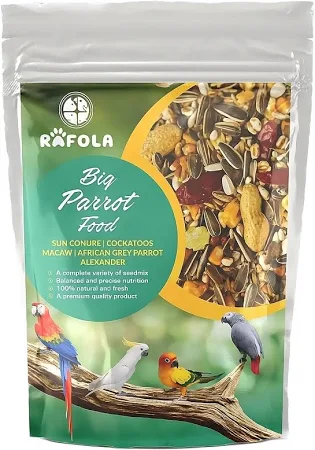 RAFOLA
Big
Parrot
Food
SUN CONURE | COCKATOOS
MACAW | AFRICAN GREY PARROT
ALEXANDER
A complete variety of seedmix
Balanced and precise nutrition
100% natural and fresh
A premium quality product